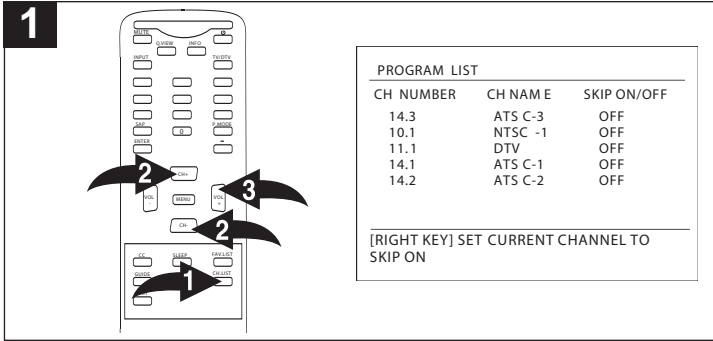 1
MUTE
Q.VIEW INFO
INPUT TV/DTV
SAP 0 P.MODE
ENTER –
2 CH+
VOL - MENU VOL + 3
CH- 2
CC SLEEP FAV.LIST
GUIDE 1 CH.LIST
PROGRAM LIST
CH NUMBER CH NAM E SKIP ON/OFF
14.3 ATS C-3 OFF
10.1 NTSC -1 OFF
11.1 DTV OFF
14.1 ATS C-1 OFF
14.2 ATS C-2 OFF
[RIGHT KEY] SET CURRENT CHANNEL TO
SKIP ON